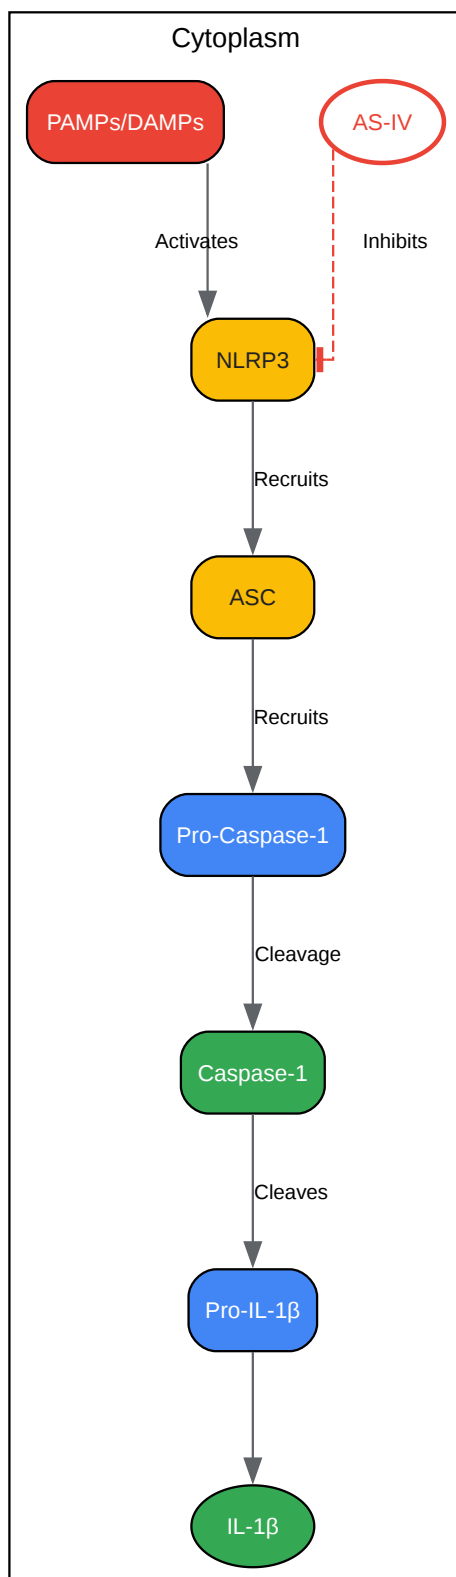 Cytoplasm
PAMPs/DAMPs
AS-IV
Activates
Inhibits
NLRP3
Recruits
ASC
Recruits
Pro-Caspase-1
Cleavage
Caspase-1
Cleaves
Pro-IL-1β
IL-1β